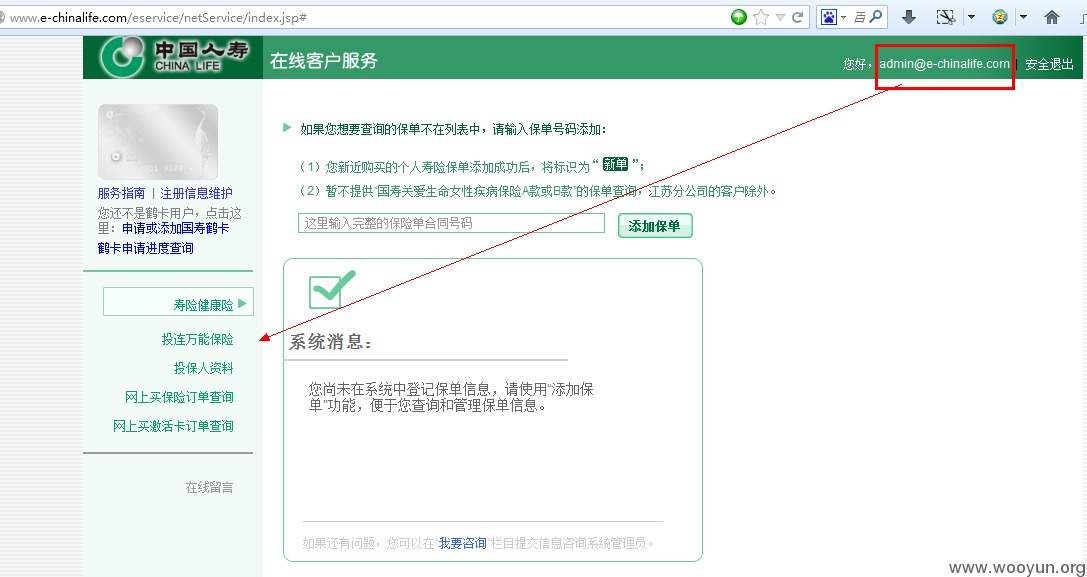 www.e-chinalife.com/eservice/netService/index.jsp#
中国人寿
CHINA LIFE
在线客户服务
您好，admin@e-chinalife.com | 安全退出
服务指南 | 注册信息维护
您还不是鹤卡用户，点击这
里：申请或添加国寿鹤卡
鹤卡申请进度查询
寿险健康险
投连万能保险
投保人资料
网上买保险订单查询
网上买激活卡订单查询
在线留言
如果您想要查询的保单不在列表中，请输入保单号码添加：
（1）您新近购买的个人寿险保单添加成功后，将标识为“新单”；
（2）暂不提供“国寿关爱生命女性疾病保险A款或B款”的保单查询，江苏分公司的客户除外。
这里输入完整的保险单合同号码
添加保单
系统消息：
您尚未在系统中登记保单信息，请使用“添加保
单”功能，便于您查询和管理保单信息。
如果还有问题，您可以在“我要咨询”栏目提交信息咨询系统管理员。
www.wooyun.org